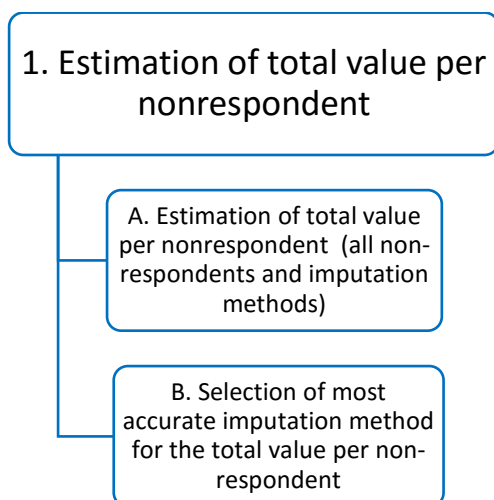 1. Estimation of total value per
nonrespondent
A. Estimation of total value
per nonrespondent (all non-
respondents and imputation
methods)
B. Selection of most
accurate imputation method
for the total value per non-
respondent